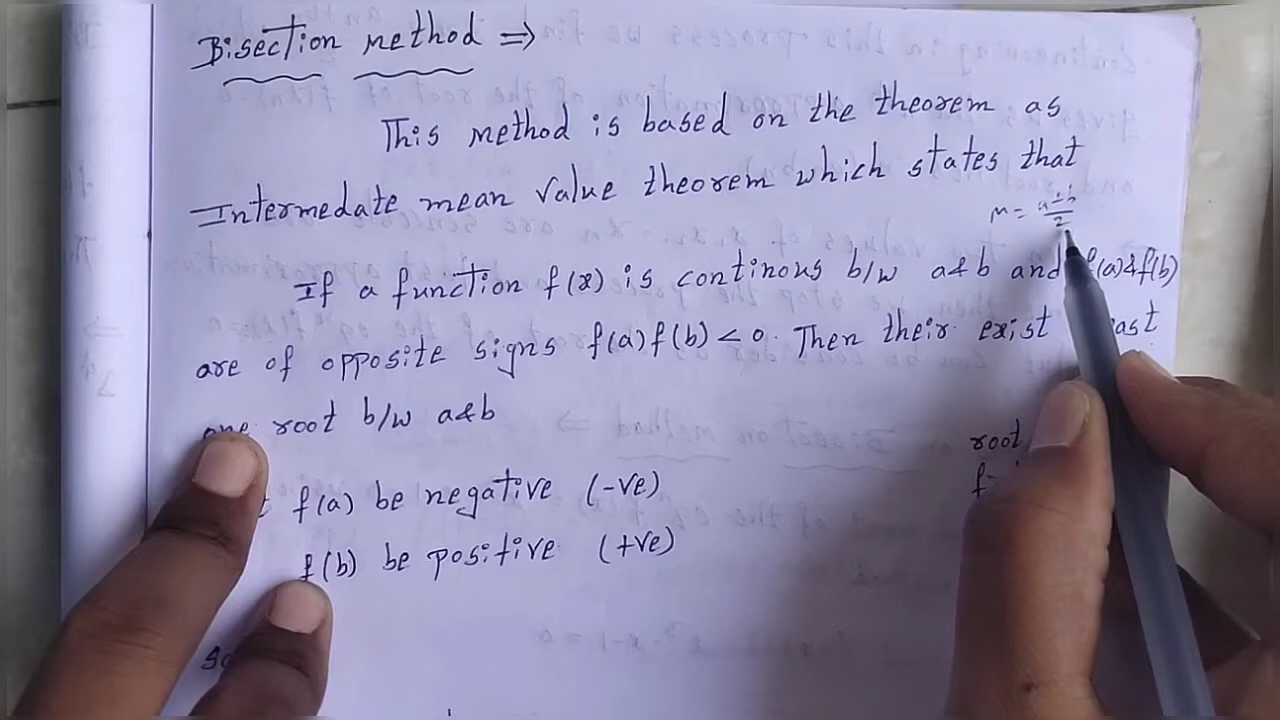 Bisection method ⇒
This method is based on the theorem as
Intermedate mean value theorem which states that
M = a+b/2
If a function f(x) is continous b/w a&b and f(a)&f(b)
are of opposite signs f(a)f(b)<0. Then their exist
one root b/w a&b
root
f(a) be negative (-ve)
f(b) be positive (+ve)